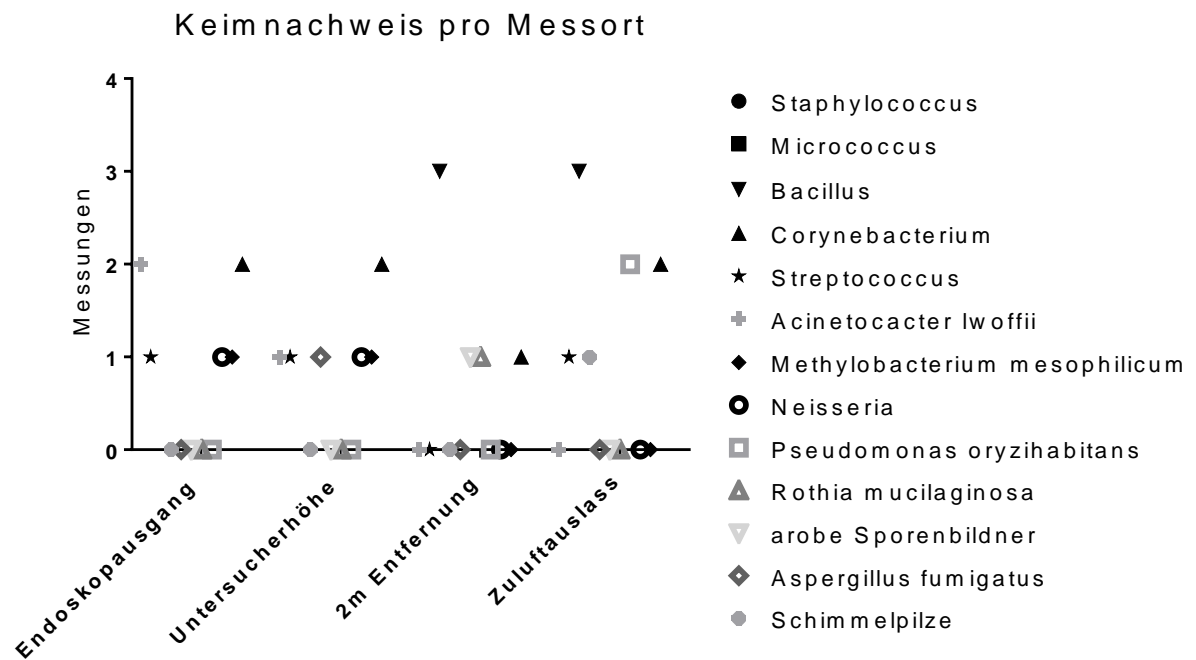 Keimnachweis pro Messort
4
3
2
1
0
Messungen
Endoskopausgang
Untersucherhöhe
2m Entfernung
Zuluftauslass
Staphylococcus
Micrococcus
Bacillus
Corynebacterium
Streptococcus
Acinetocacter lwoffii
Methylobacterium mesophilicum
Neisseria
Pseudomonas oryzihabitans
Rothia mucilaginosa
arobe Sporenbildner
Aspergillus fumigatus
Schimmelpilze